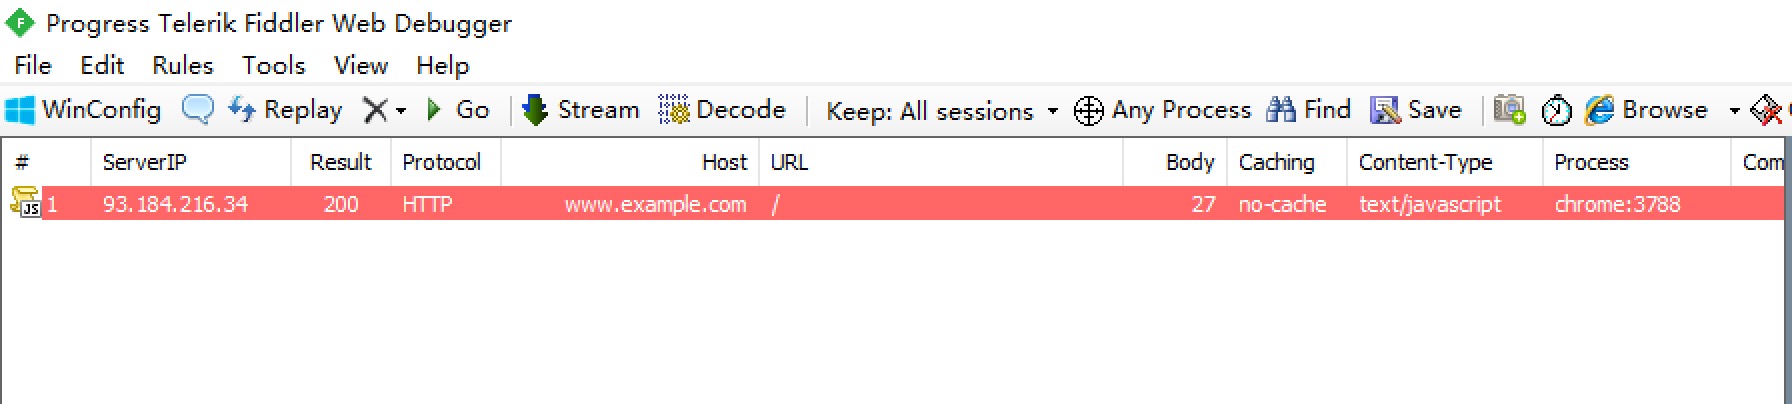 Progress Telerik Fiddler Web Debugger
File Edit Rules Tools View Help
WinConfig Replay Go Stream Decode Keep: All sessions Any Process Find Save Browse
# ServerIP Result Protocol Host URL Body Caching Content-Type Process Com
JS 1 93.184.216.34 200 HTTP www.example.com / 27 no-cache text/javascript chrome:3788